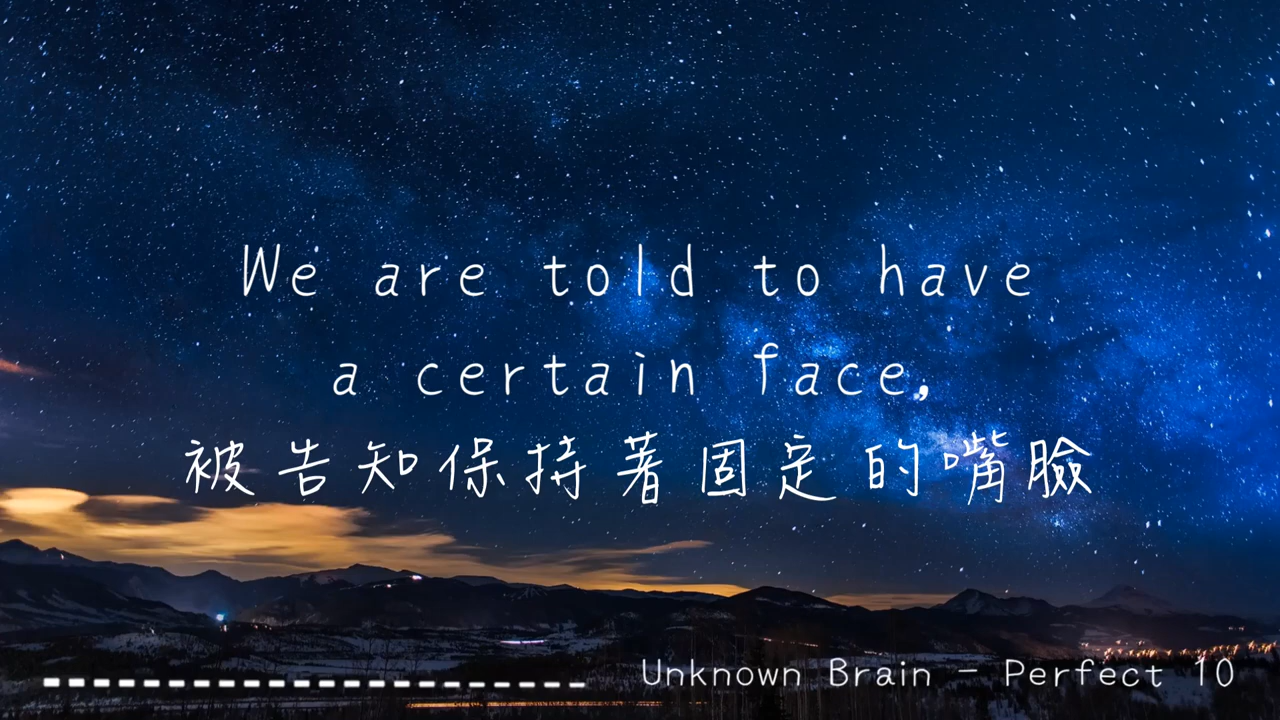 We are told to have
a certain face,
被告知保持著固定的嘴臉
Unknown Brain - Perfect 10